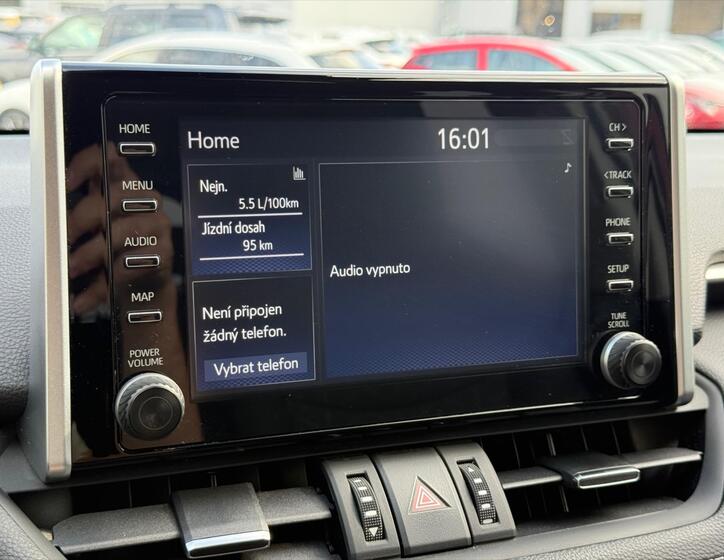 HOME
MENU
AUDIO
MAP
POWER
VOLUME
Home
16:01
Nejn.
5.5 L/100km
Jízdní dosah
95 km
Není připojen
žádný telefon.
Vybrat telefon
Audio vypnuto
CH>
<TRACK
PHONE
SETUP
TUNE
SCROLL